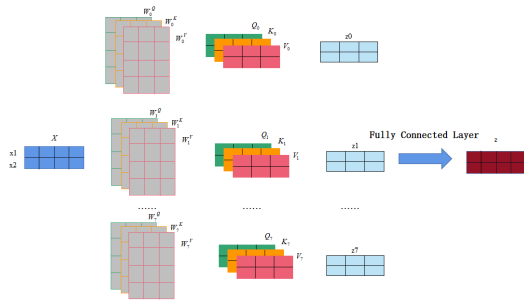 W₀^Q
W₀^K
W₀^V
Q₀
K₀
V₀
z0
X
x1
x2
W₁^Q
W₁^K
W₁^V
Q₁
K₁
V₁
z1
Fully Connected Layer
z
......
......
......
W₇^Q
W₇^K
W₇^V
Q₇
K₇
V₇
z7